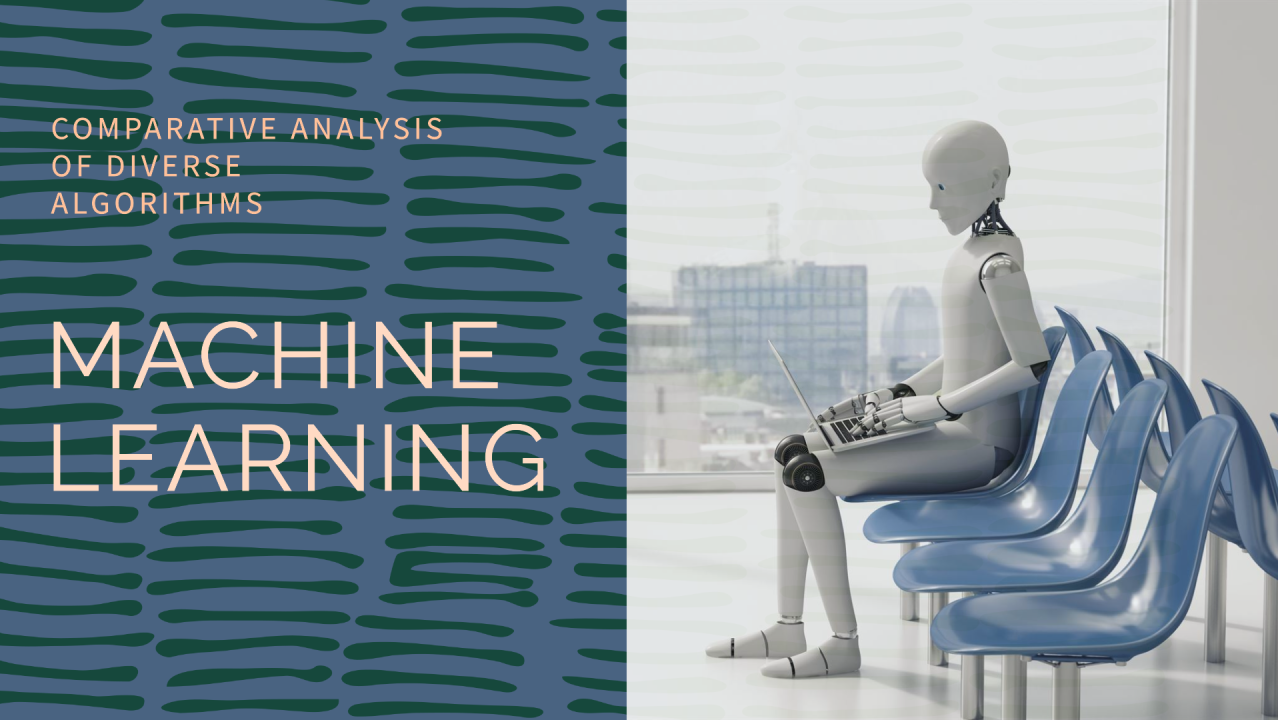 COMPARATIVE ANALYSIS
OF DIVERSE
ALGORITHMS
MACHINE
LEARNING